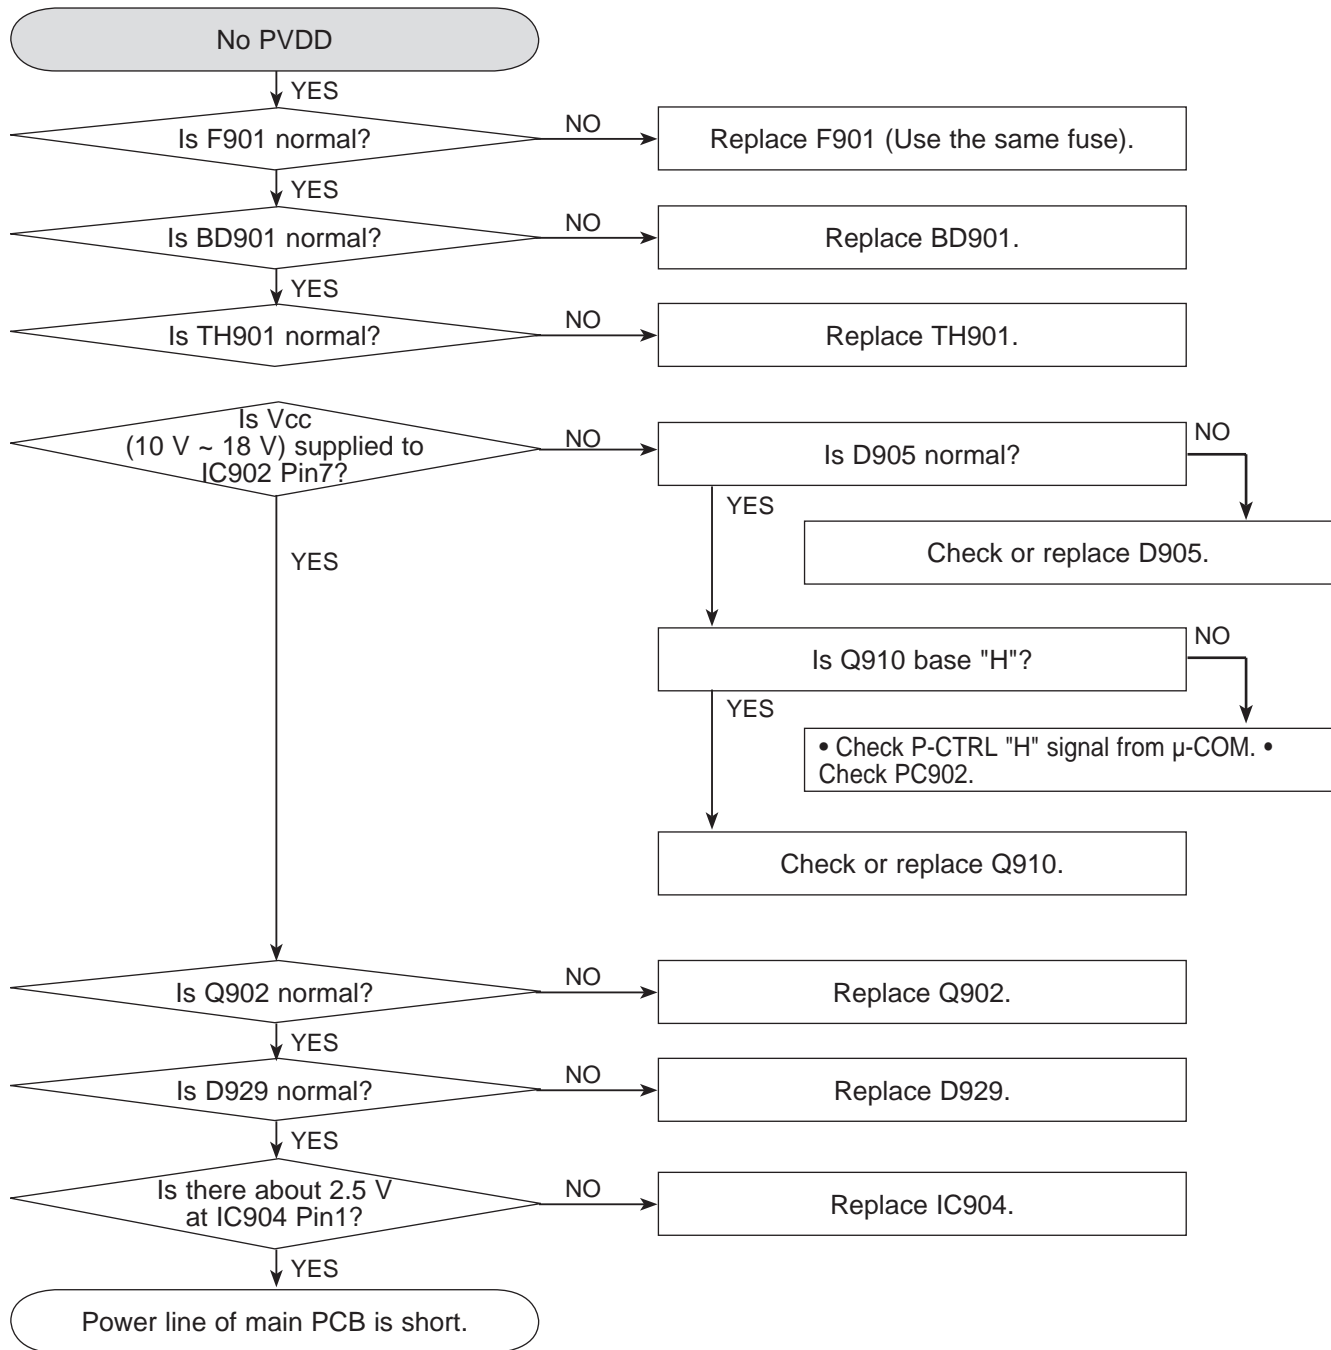 No PVDD
YES
Is F901 normal?
NO
Replace F901 (Use the same fuse).
YES
Is BD901 normal?
NO
Replace BD901.
YES
Is TH901 normal?
NO
Replace TH901.
Is Vcc
(10 V ~ 18 V) supplied to
IC902 Pin7?
NO
Is D905 normal?
NO
YES
Check or replace D905.
YES
Is Q910 base "H"?
NO
YES
• Check P-CTRL "H" signal from µ-COM. •
Check PC902.
Check or replace Q910.
Is Q902 normal?
NO
Replace Q902.
YES
Is D929 normal?
NO
Replace D929.
YES
Is there about 2.5 V
at IC904 Pin1?
NO
Replace IC904.
YES
Power line of main PCB is short.